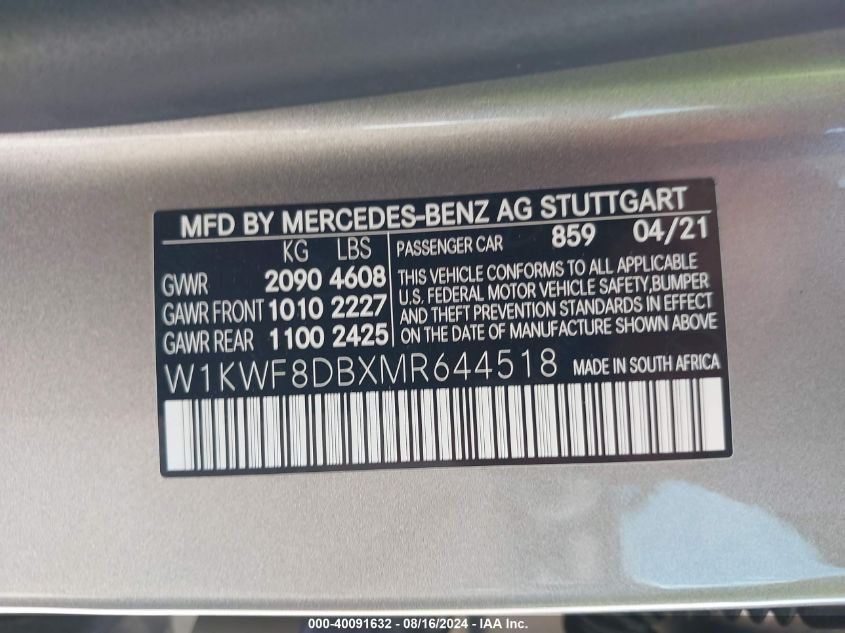 MFD BY MERCEDES-BENZ AG STUTTGART
KG LBS
GVWR 2090 4608
GAWR FRONT 1010 2227
GAWR REAR 1100 2425
PASSENGER CAR 859 04/21
THIS VEHICLE CONFORMS TO ALL APPLICABLE
U.S. FEDERAL MOTOR VEHICLE SAFETY, BUMPER
AND THEFT PREVENTION STANDARDS IN EFFECT
ON THE DATE OF MANUFACTURE SHOWN ABOVE
W1KWF8DBXMR644518 MADE IN SOUTH AFRICA
000-40091632 - 08/16/2024 - IAA Inc.